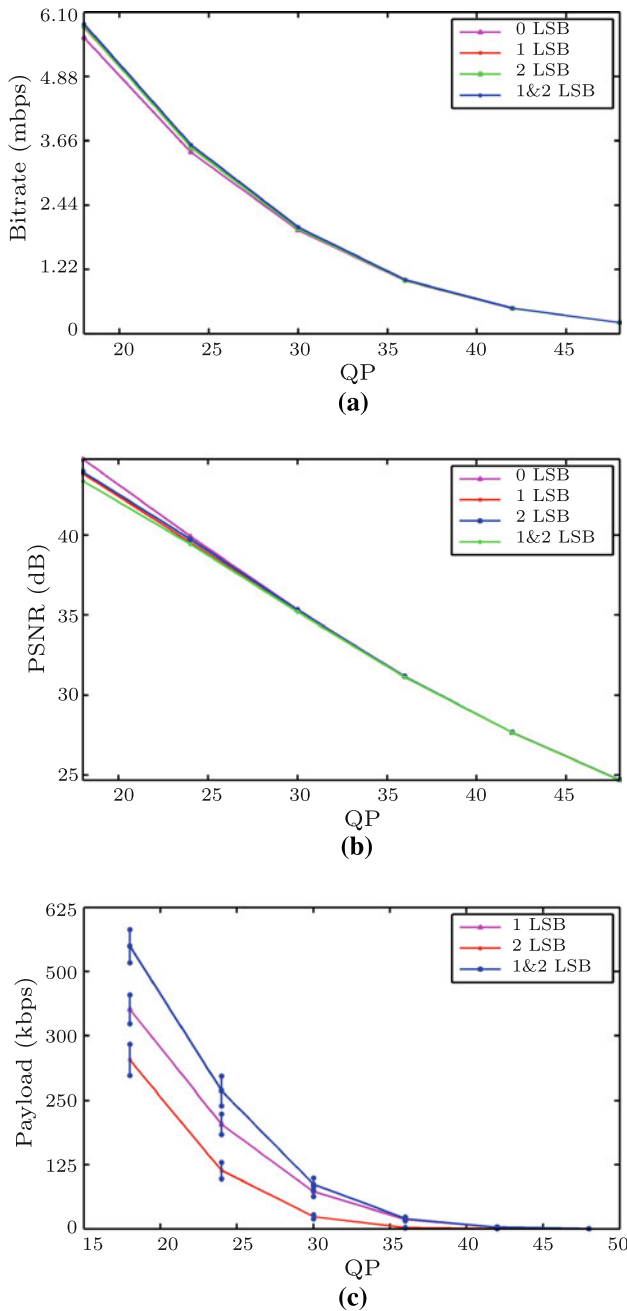 6.10
4.88
3.66
2.44
1.22
0
Bitrate (mbps)
0 LSB
1 LSB
2 LSB
1&2 LSB
20 25 30 35 40 45
QP
(a)
40
35
30
25
PSNR (dB)
0 LSB
1 LSB
2 LSB
1&2 LSB
20 25 30 35 40 45
QP
(b)
625
500
300
250
125
0
Payload (kbps)
1 LSB
2 LSB
1&2 LSB
15 20 25 30 35 40 45 50
QP
(c)